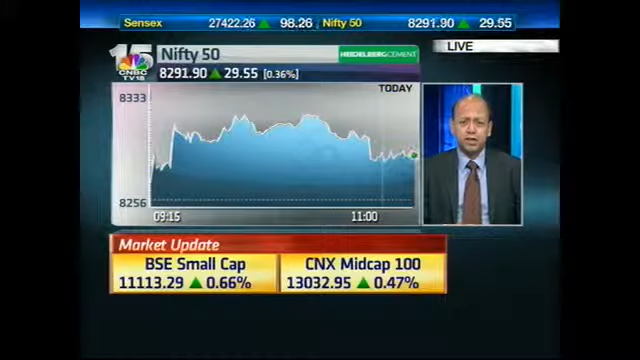 Sensex 27422.26 ▲ 98.26 Nifty 50 8291.90 ▲ 29.55
LIVE
15
CNBC
TV18
Nifty 50
HEIDELBERGCEMENT
8291.90 ▲ 29.55 [0.36%]
TODAY
8333
8256
09:15 11:00
Market Update
BSE Small Cap
11113.29 ▲ 0.66%
CNX Midcap 100
13032.95 ▲ 0.47%